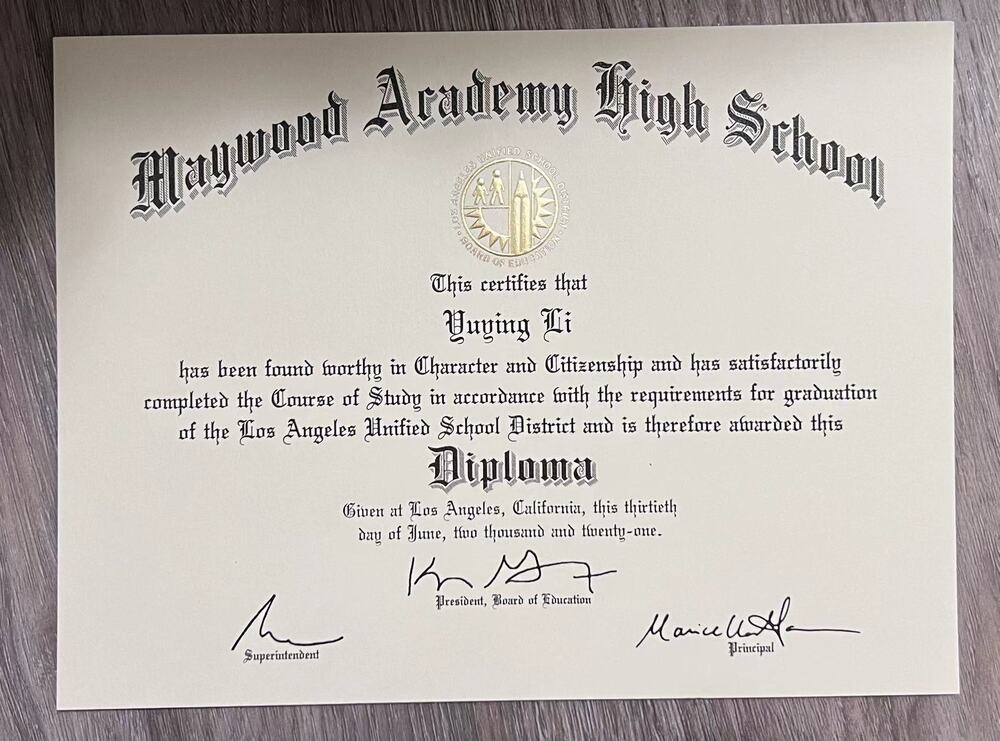 Maywood Academy High School
LOS ANGELES UNIFIED SCHOOL DISTRICT
BOARD OF EDUCATION
This certifies that
Yuying Li
has been found worthy in Character and Citizenship and has satisfactorily
completed the Course of Study in accordance with the requirements for graduation
of the Los Angeles Unified School District and is therefore awarded this
Diploma
Given at Los Angeles, California, this thirtieth
day of June, two thousand and twenty-one.
President, Board of Education
Superintendent
Principal